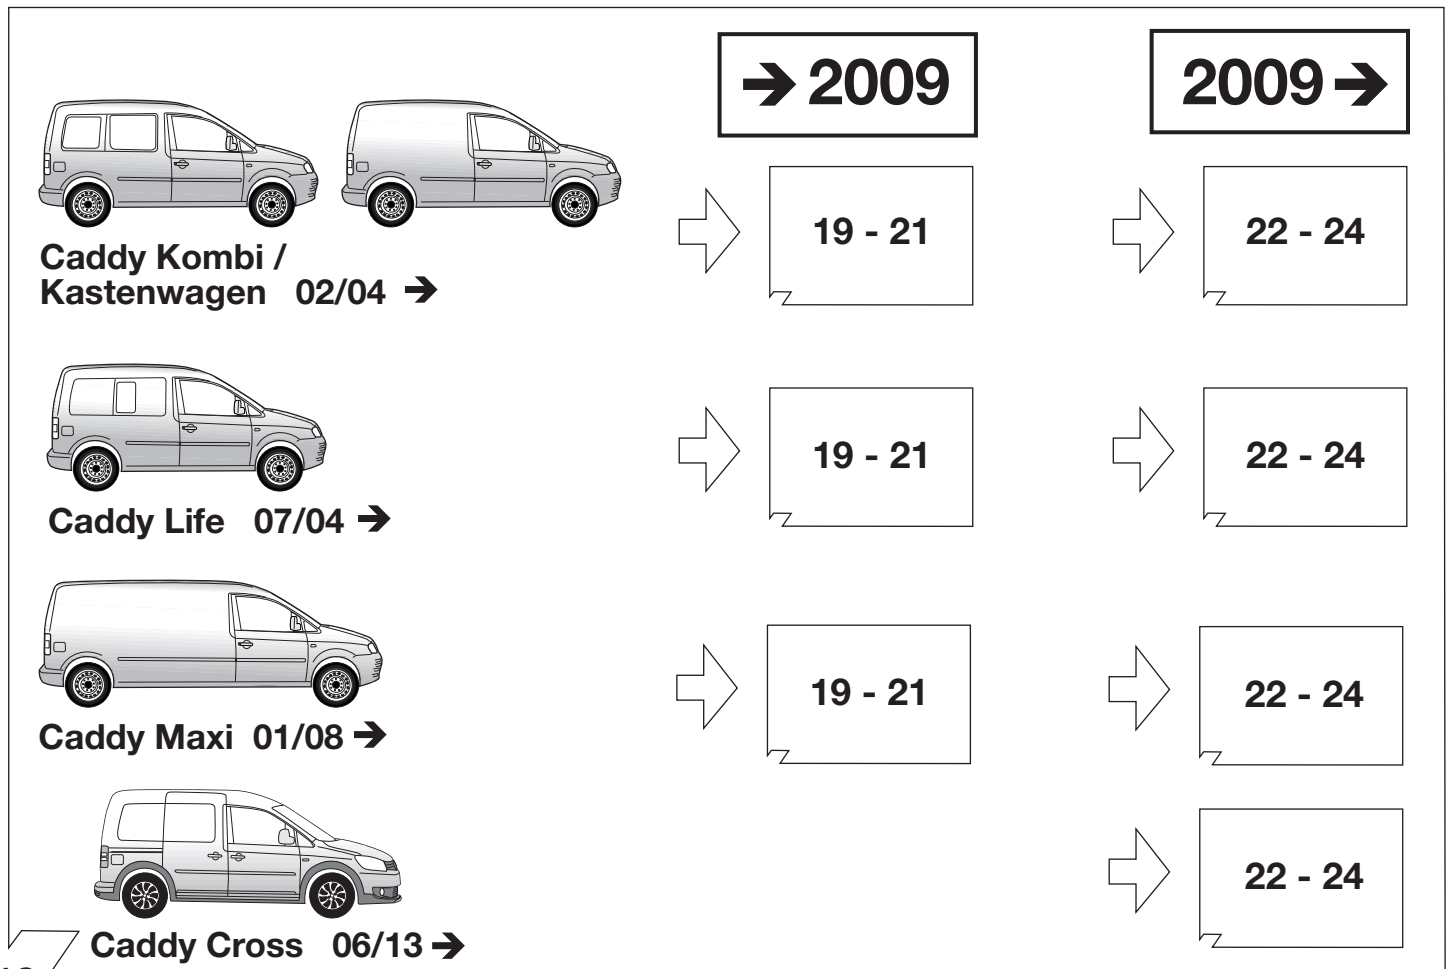 ➔ 2009
2009 ➔
Caddy Kombi /
Kastenwagen 02/04 ➔
19 - 21
22 - 24
Caddy Life 07/04 ➔
19 - 21
22 - 24
Caddy Maxi 01/08 ➔
19 - 21
22 - 24
Caddy Cross 06/13 ➔
22 - 24